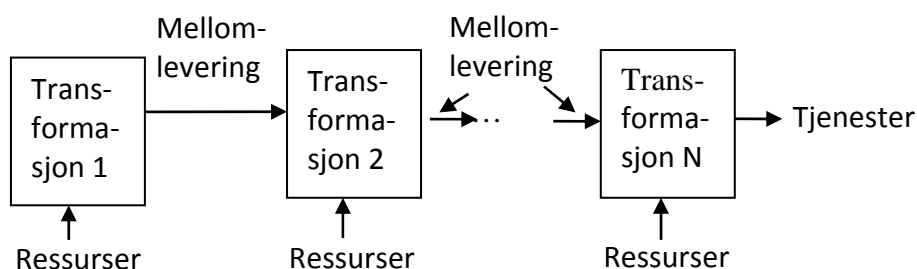 Mellom-
levering
Mellom-
levering
Trans-
forma-
sjon 1
Trans-
forma-
sjon 2
...
Trans-
forma-
sjon N
Tjenester
Ressurser
Ressurser
Ressurser